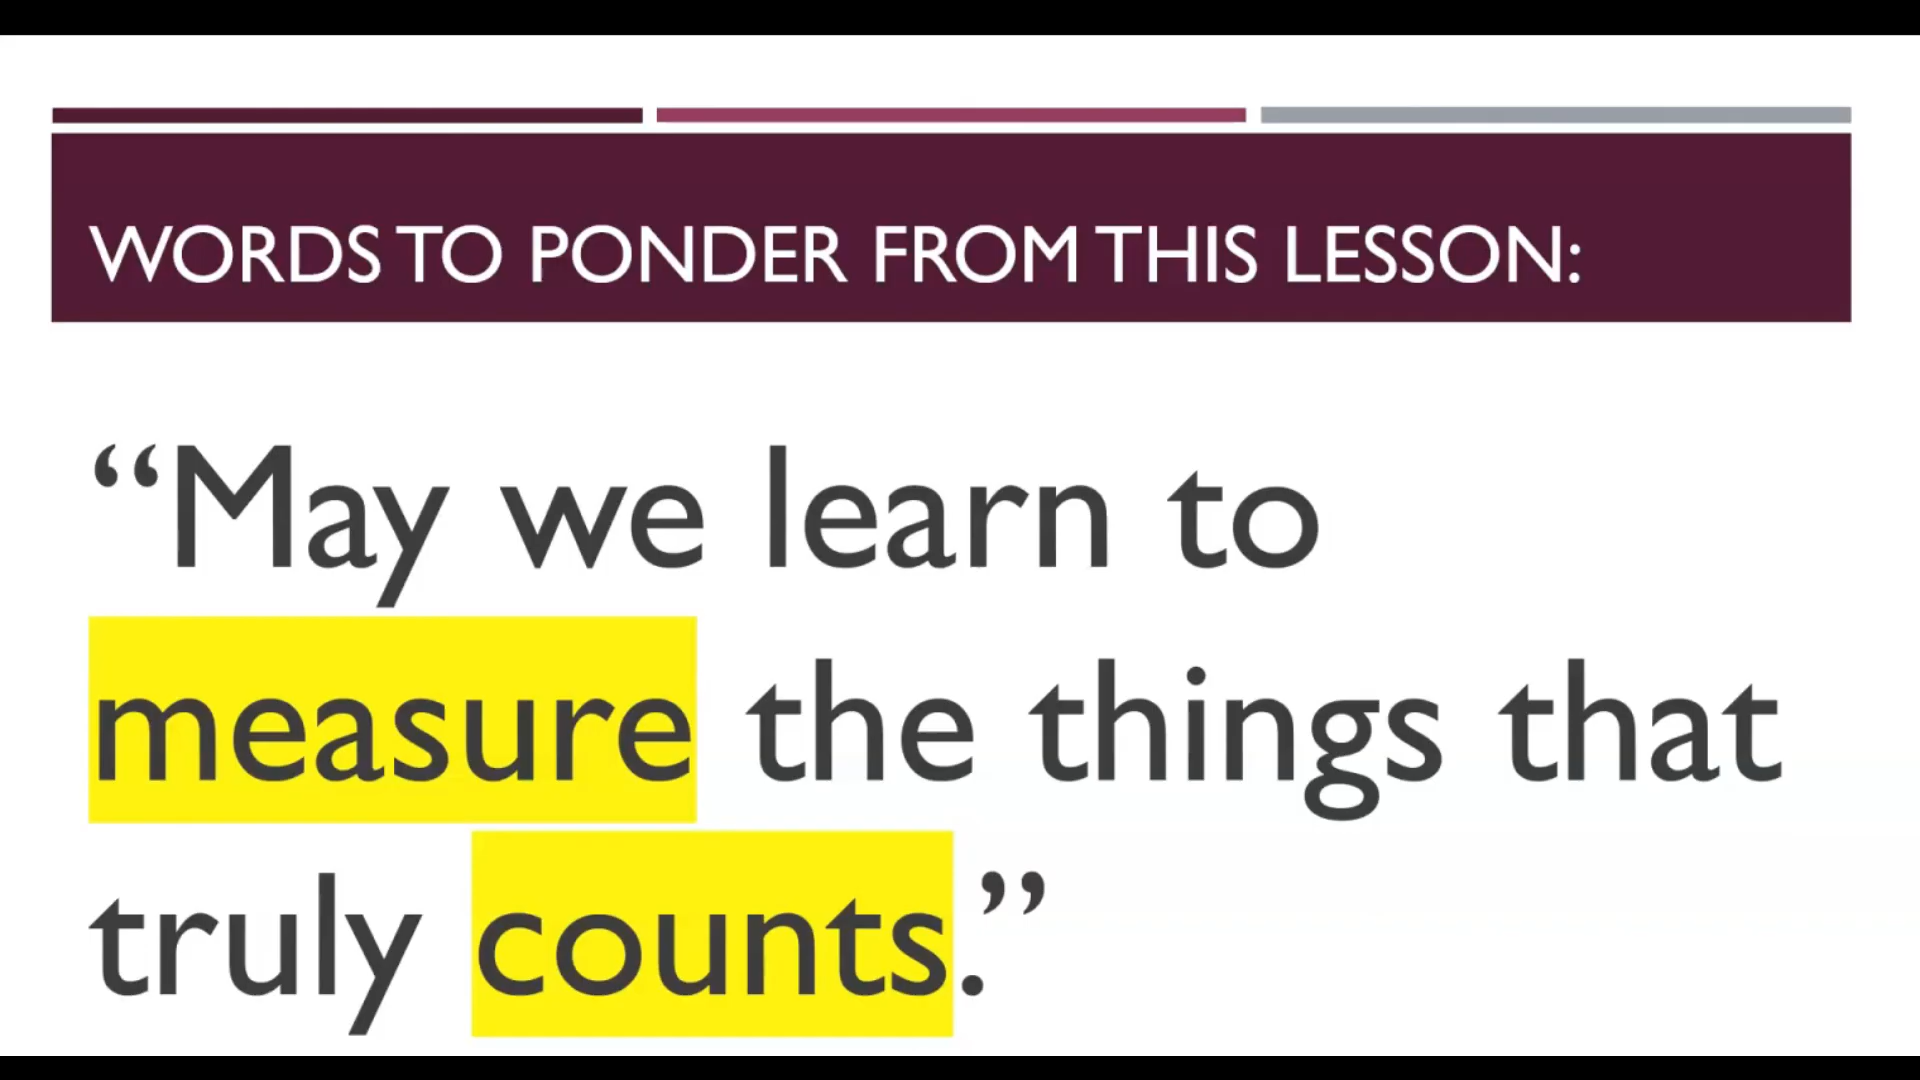 WORDS TO PONDER FROM THIS LESSON:
“May we learn to
measure the things that
truly counts.”